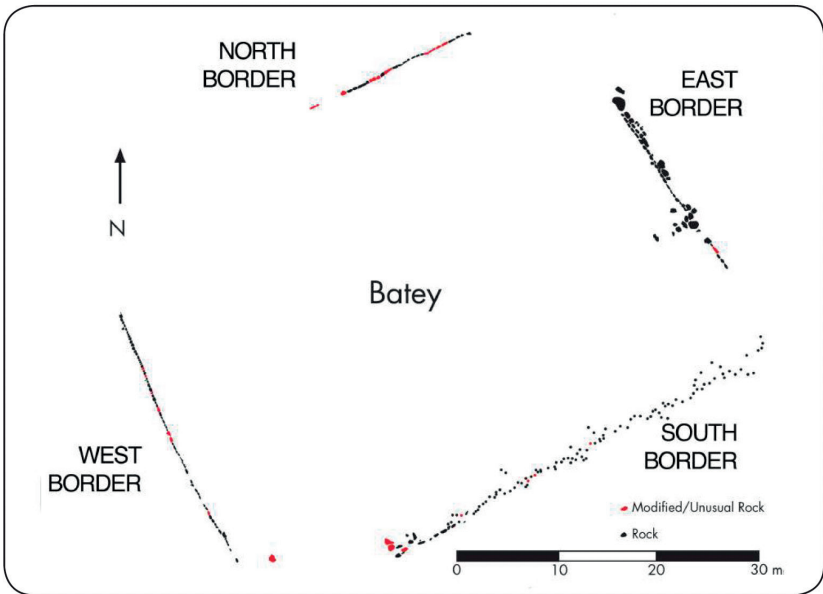 NORTH
BORDER
EAST
BORDER
N
Batey
WEST
BORDER
SOUTH
BORDER
Modified/Unusual Rock
Rock
0 10 20 30 m